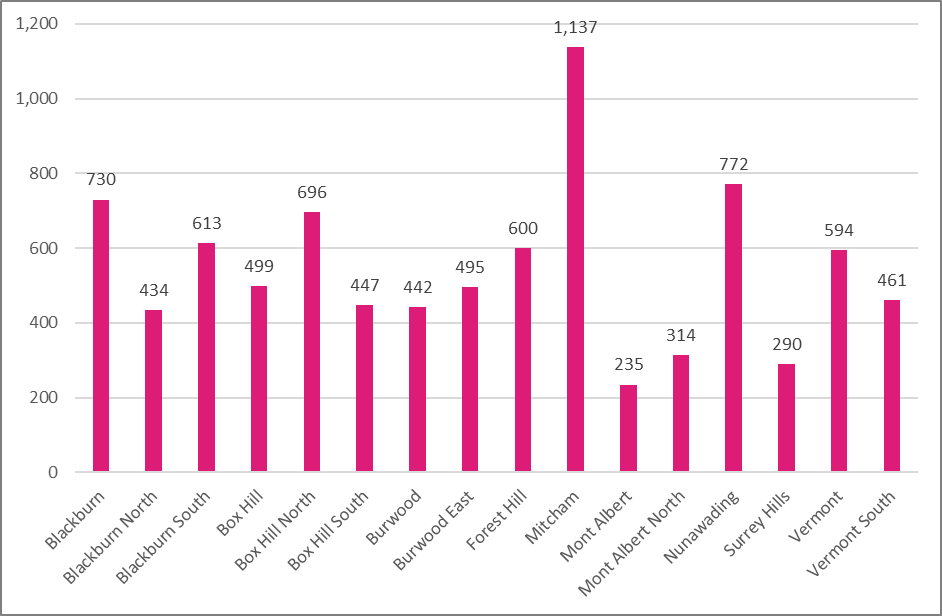 1,200
1,000
800
600
400
200
0
730
434
613
499
696
447
442
495
600
1,137
235
314
772
290
594
461
Blackburn
Blackburn North
Blackburn South
Box Hill
Box Hill North
Box Hill South
Burwood
Burwood East
Forest Hill
Mitcham
Mont Albert
Mont Albert North
Nunawading
Surrey Hills
Vermont
Vermont South